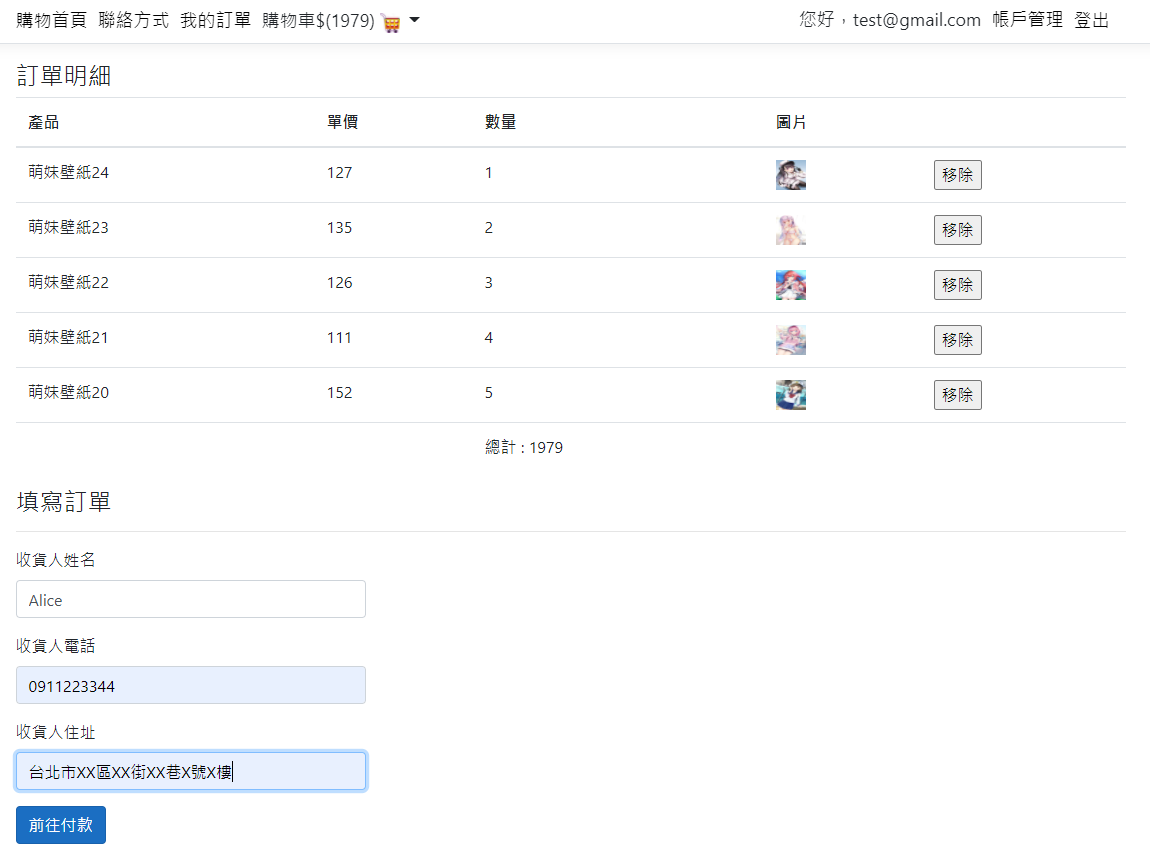 購物首頁 聯絡方式 我的訂單 購物車$(1979) 您好，test@gmail.com 帳戶管理 登出
訂單明細
產品 單價 數量 圖片
萌妹壁紙24 127 1 移除
萌妹壁紙23 135 2 移除
萌妹壁紙22 126 3 移除
萌妹壁紙21 111 4 移除
萌妹壁紙20 152 5 移除
總計 : 1979
填寫訂單
收貨人姓名
Alice
收貨人電話
0911223344
收貨人住址
台北市XX區XX街XX巷X號X樓
前往付款